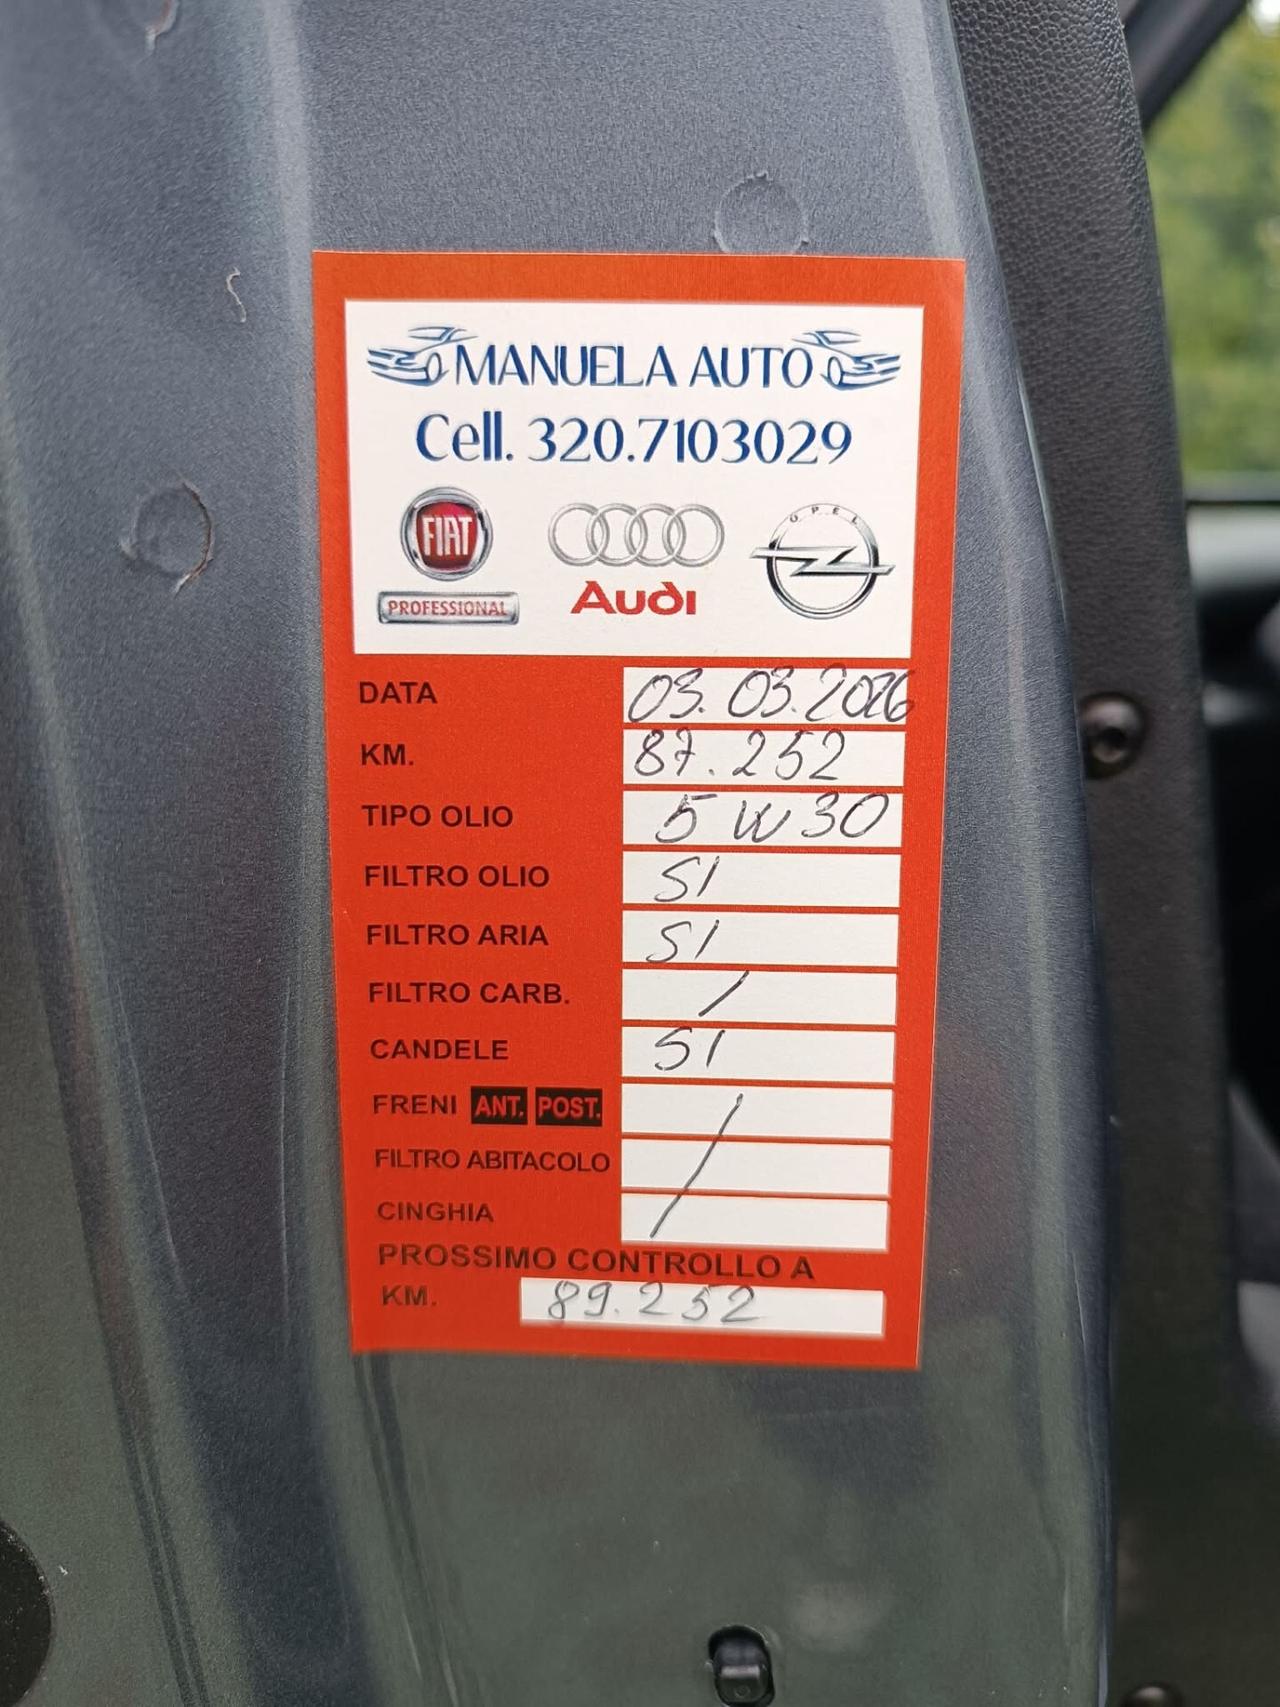 MANUELA AUTO
Cell. 320.7103029
FIAT OPEL
PROFESSIONAL Audi
DATA 03.03.2026
KM. 87.252
TIPO OLIO 5W30
FILTRO OLIO SI
FILTRO ARIA SI
FILTRO CARB. /
CANDELE SI
FRENI ANT. POST. /
FILTRO ABITACOLO
CINGHIA
PROSSIMO CONTROLLO A
KM. 89.252